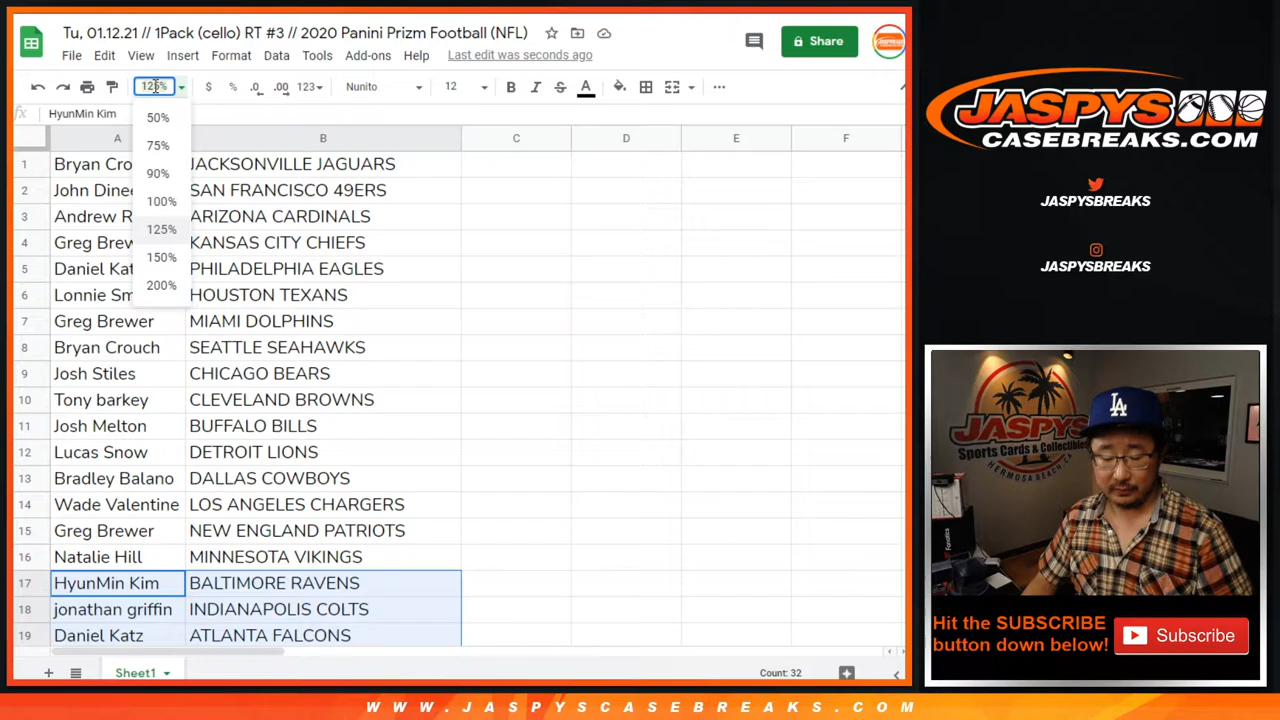 Tu, 01.12.21 // 1Pack (cello) RT #3 // 2020 Panini Prizm Football (NFL)
File Edit View Insert Format Data Tools Add-ons Help Last edit was seconds ago
Share
125% $ % .0 .00 123 Nunito 12 B I S A
fx HyunMin Kim
50%
75%
90%
100%
125%
150%
200%
A B C D E F
1 Bryan Cro JACKSONVILLE JAGUARS
2 John Dinee SAN FRANCISCO 49ERS
3 Andrew R ARIZONA CARDINALS
4 Greg Brew KANSAS CITY CHIEFS
5 Daniel Kat PHILADELPHIA EAGLES
6 Lonnie Sm HOUSTON TEXANS
7 Greg Brewer MIAMI DOLPHINS
8 Bryan Crouch SEATTLE SEAHAWKS
9 Josh Stiles CHICAGO BEARS
10 Tony barkey CLEVELAND BROWNS
11 Josh Melton BUFFALO BILLS
12 Lucas Snow DETROIT LIONS
13 Bradley Balano DALLAS COWBOYS
14 Wade Valentine LOS ANGELES CHARGERS
15 Greg Brewer NEW ENGLAND PATRIOTS
16 Natalie Hill MINNESOTA VIKINGS
17 HyunMin Kim BALTIMORE RAVENS
18 jonathan griffin INDIANAPOLIS COLTS
19 Daniel Katz ATLANTA FALCONS
Sheet1
Count: 32
JASPYS
CASEBREAKS.COM
JASPYSBREAKS
JASPYSBREAKS
JASPYS
Sports Cards & Collectibles
HERMOSA BEACH, CA
LA
Fanatics
Hit the SUBSCRIBE
button down below!
Subscribe
WWW.JASPYSCASEBREAKS.COM